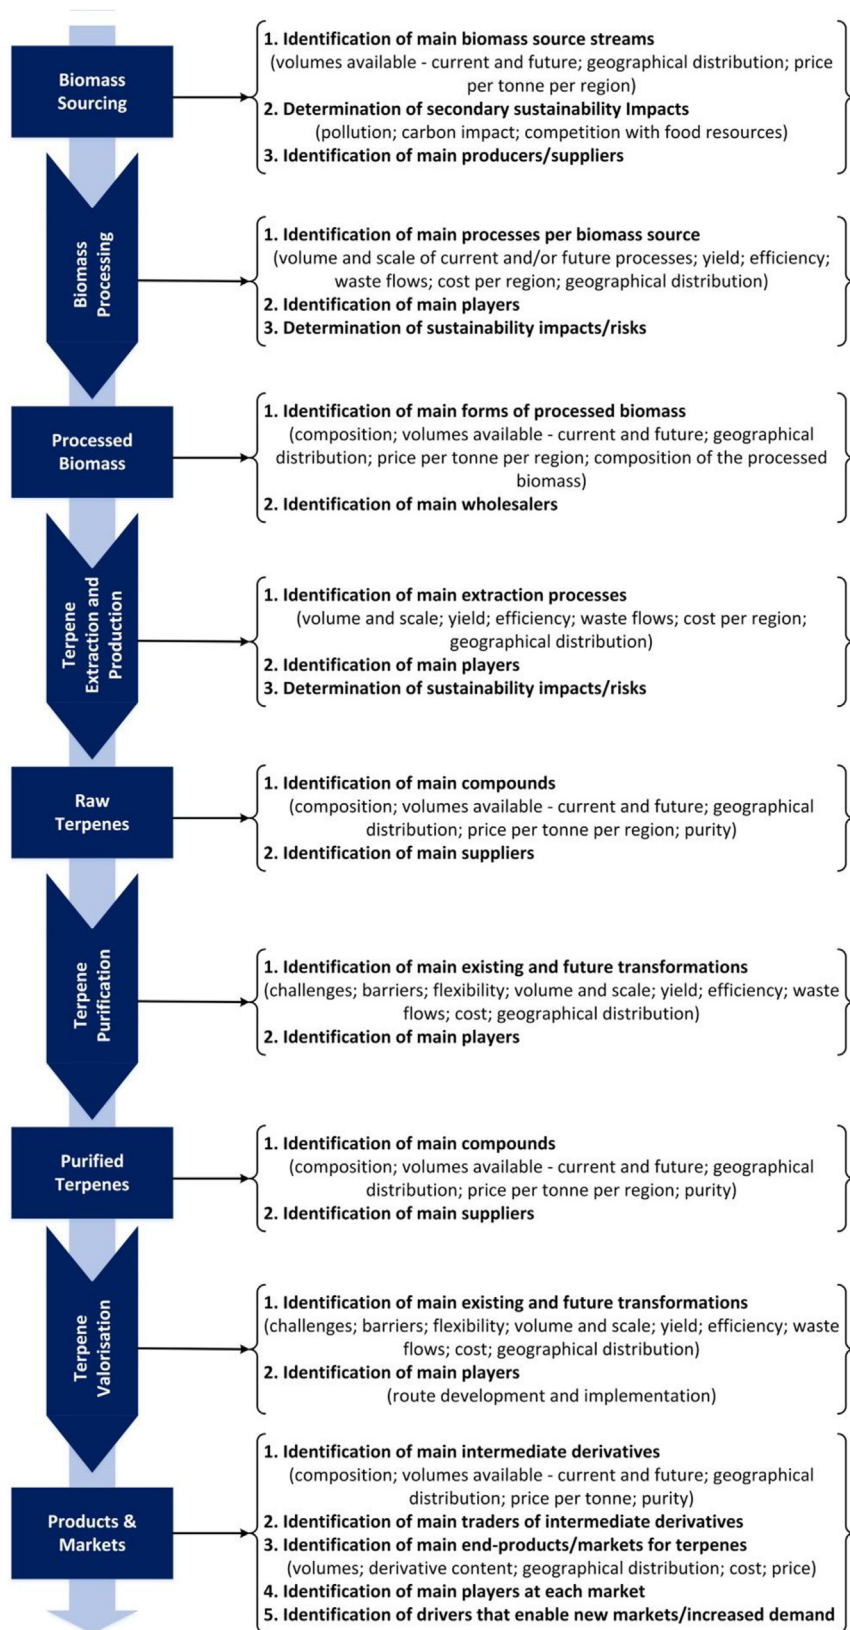 Biomass
Sourcing
1. Identification of main biomass source streams
(volumes available - current and future; geographical distribution; price
per tonne per region)
2. Determination of secondary sustainability Impacts
(pollution; carbon impact; competition with food resources)
3. Identification of main producers/suppliers
Biomass
Processing
1. Identification of main processes per biomass source
(volume and scale of current and/or future processes; yield; efficiency;
waste flows; cost per region; geographical distribution)
2. Identification of main players
3. Determination of sustainability impacts/risks
Processed
Biomass
1. Identification of main forms of processed biomass
(composition; volumes available - current and future; geographical
distribution; price per tonne per region; composition of the processed
biomass)
2. Identification of main wholesalers
Terpene
Extraction and
Production
1. Identification of main extraction processes
(volume and scale; yield; efficiency; waste flows; cost per region;
geographical distribution)
2. Identification of main players
3. Determination of sustainability impacts/risks
Raw
Terpenes
1. Identification of main compounds
(composition; volumes available - current and future; geographical
distribution; price per tonne per region; purity)
2. Identification of main suppliers
Terpene
Purification
1. Identification of main existing and future transformations
(challenges; barriers; flexibility; volume and scale; yield; efficiency; waste
flows; cost; geographical distribution)
2. Identification of main players
Purified
Terpenes
1. Identification of main compounds
(composition; volumes available - current and future; geographical
distribution; price per tonne per region; purity)
2. Identification of main suppliers
Terpene
Valorisation
1. Identification of main existing and future transformations
(challenges; barriers; flexibility; volume and scale; yield; efficiency; waste
flows; cost; geographical distribution)
2. Identification of main players
(route development and implementation)
Products &
Markets
1. Identification of main intermediate derivatives
(composition; volumes available - current and future; geographical
distribution; price per tonne; purity)
2. Identification of main traders of intermediate derivatives
3. Identification of main end-products/markets for terpenes
(volumes; derivative content; geographical distribution; cost; price)
4. Identification of main players at each market
5. Identification of drivers that enable new markets/increased demand